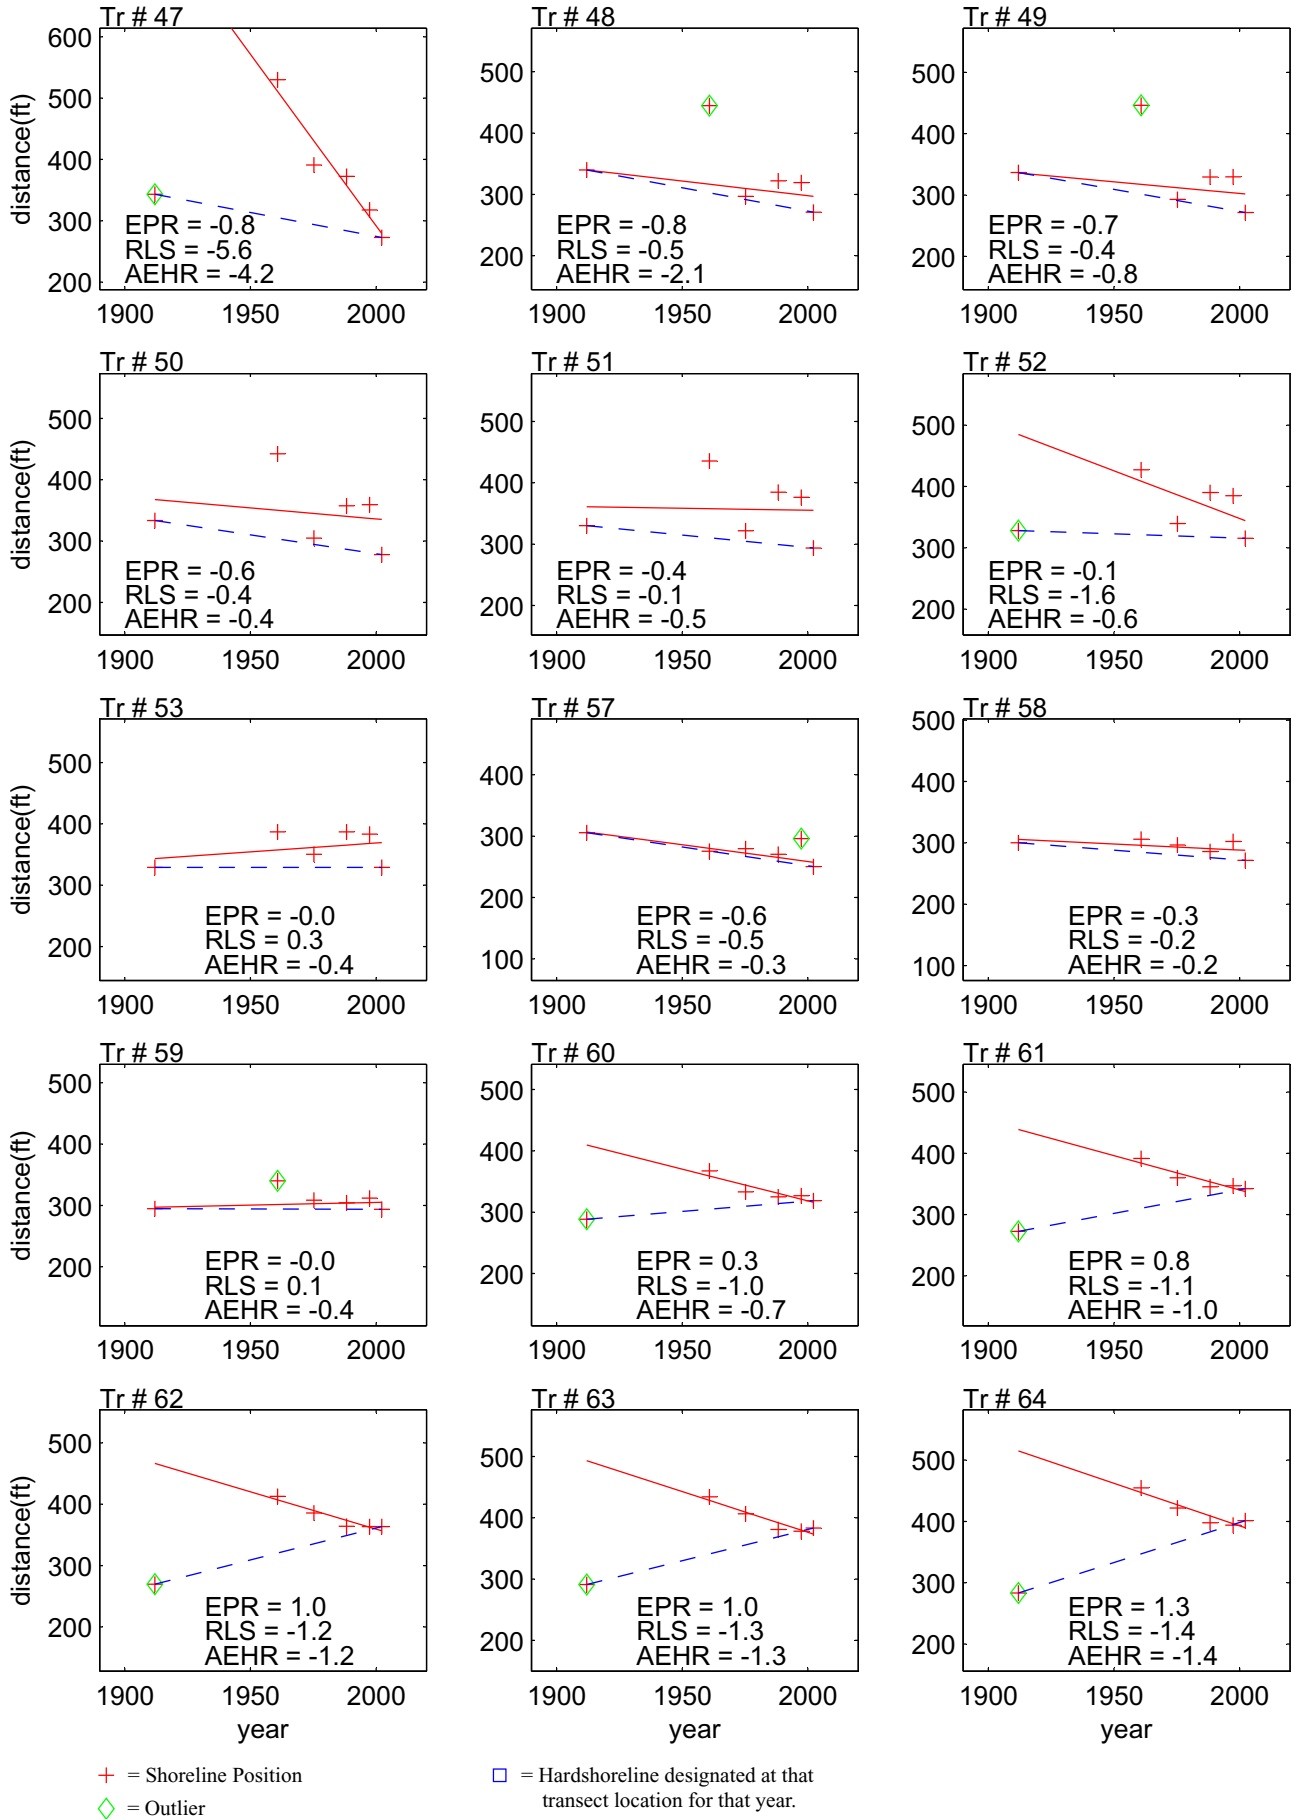 Tr # 47
Tr # 48
Tr # 49
distance(ft)
600
500
400
300
200
EPR = -0.8
RLS = -5.6
AEHR = -4.2
1900
1950
2000
500
400
300
200
EPR = -0.8
RLS = -0.5
AEHR = -2.1
1900
1950
2000
500
400
300
200
EPR = -0.7
RLS = -0.4
AEHR = -0.8
1900
1950
2000
Tr # 50
Tr # 51
Tr # 52
distance(ft)
500
400
300
200
EPR = -0.6
RLS = -0.4
AEHR = -0.4
1900
1950
2000
500
400
300
200
EPR = -0.4
RLS = -0.1
AEHR = -0.5
1900
1950
2000
500
400
300
200
EPR = -0.1
RLS = -1.6
AEHR = -0.6
1900
1950
2000
Tr # 53
Tr # 57
Tr # 58
distance(ft)
500
400
300
200
EPR = -0.0
RLS = 0.3
AEHR = -0.4
1900
1950
2000
400
300
200
100
EPR = -0.6
RLS = -0.5
AEHR = -0.3
1900
1950
2000
500
400
300
200
100
EPR = -0.3
RLS = -0.2
AEHR = -0.2
1900
1950
2000
Tr # 59
Tr # 60
Tr # 61
distance(ft)
500
400
300
200
EPR = -0.0
RLS = 0.1
AEHR = -0.4
1900
1950
2000
500
400
300
200
EPR = 0.3
RLS = -1.0
AEHR = -0.7
1900
1950
2000
500
400
300
200
EPR = 0.8
RLS = -1.1
AEHR = -1.0
1900
1950
2000
Tr # 62
Tr # 63
Tr # 64
distance(ft)
500
400
300
200
EPR = 1.0
RLS = -1.2
AEHR = -1.2
1900
1950
2000
year
500
400
300
200
EPR = 1.0
RLS = -1.3
AEHR = -1.3
1900
1950
2000
year
500
400
300
200
EPR = 1.3
RLS = -1.4
AEHR = -1.4
1900
1950
2000
year
= Shoreline Position
= Outlier
= Hardshoreline designated at that
transect location for that year.